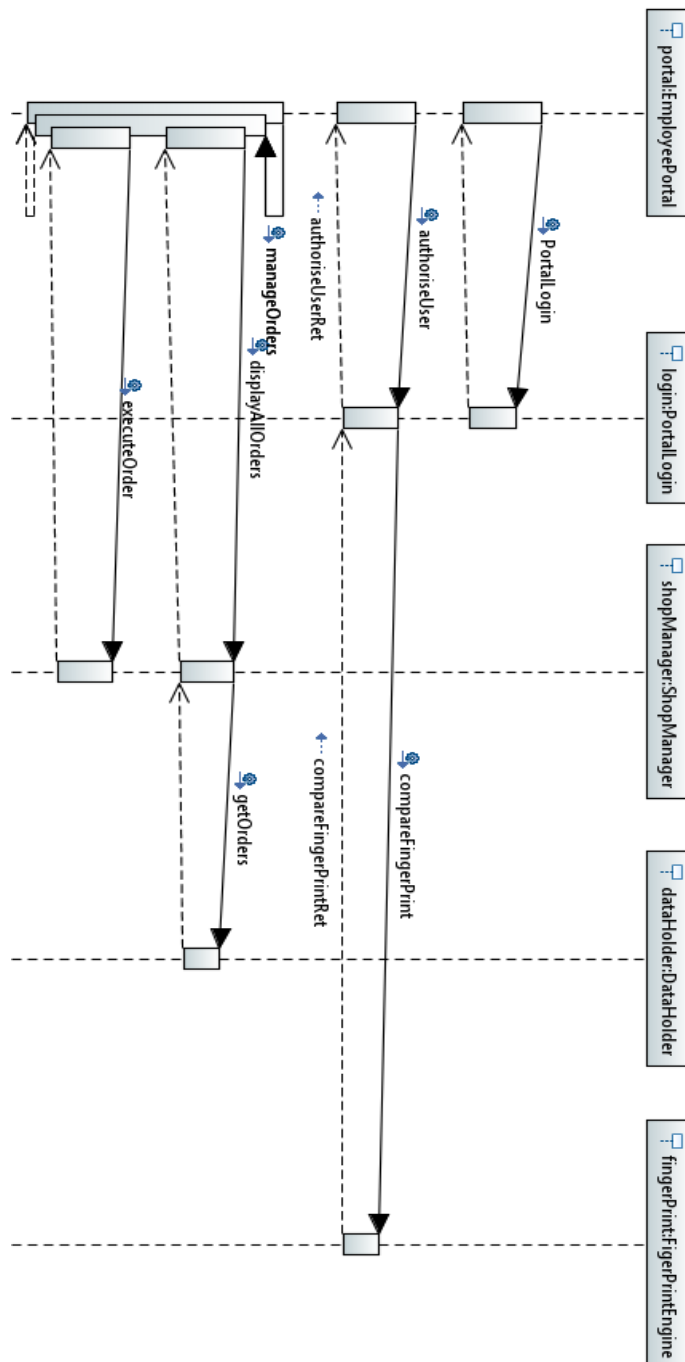 portal:EmployeePortal
login:PortalLogin
shopManager:ShopManager
dataHolder:DataHolder
fingerPrint:FigerPrintEngine
PortalLogin
authoriseUser
compareFingerPrint
authoriseUserRet
compareFingerPrintRet
manageOrders
displayAllOrders
getOrders
executeOrder